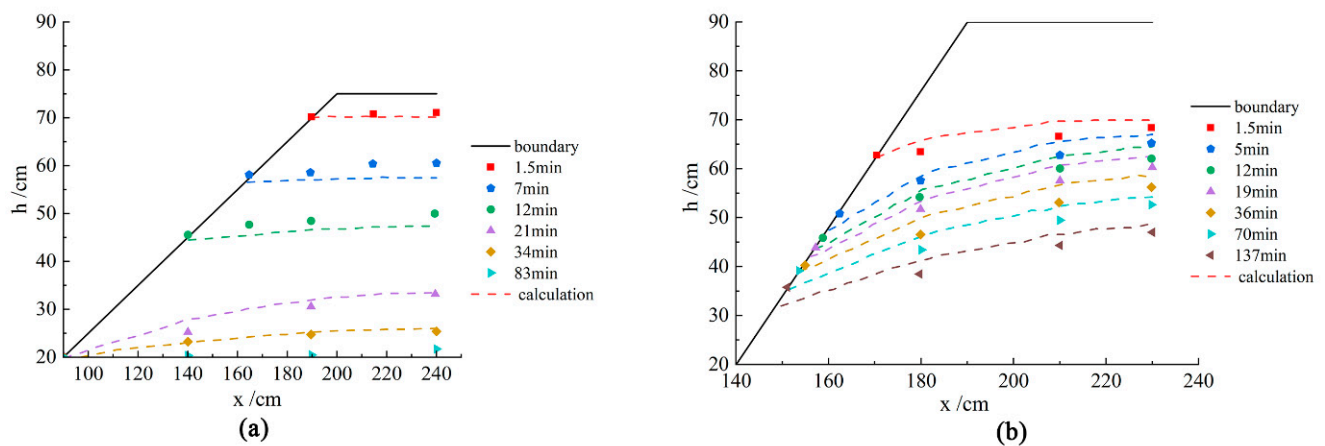 90
80
70
60
50
40
30
20
h /cm
100 120 140 160 180 200 220 240
x /cm
boundary
1.5min
7min
12min
21min
34min
83min
calculation
(a)
90
80
70
60
50
40
30
20
h /cm
140 160 180 200 220 240
x /cm
boundary
1.5min
5min
12min
19min
36min
70min
137min
calculation
(b)